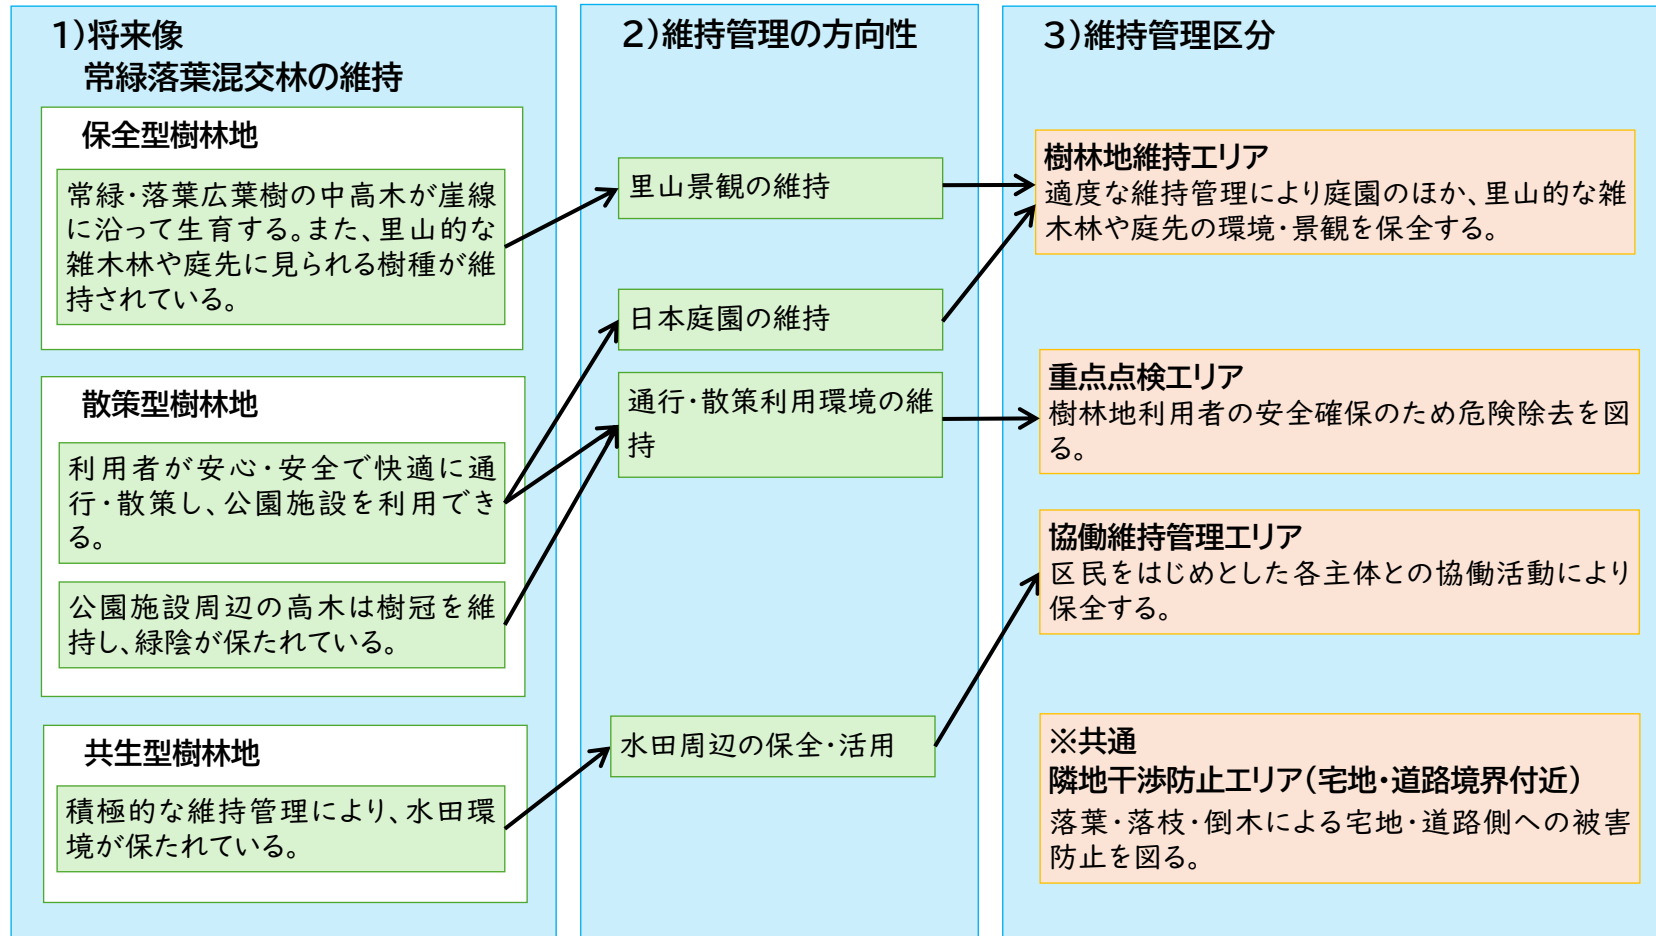 1)将来像
常緑落葉混交林の維持
保全型樹林地
常緑・落葉広葉樹の中高木が崖線
に沿って生育する。また、里山的な
雑木林や庭先に見られる樹種が維
持されている。
散策型樹林地
利用者が安心・安全で快適に通
行・散策し、公園施設を利用でき
る。
公園施設周辺の高木は樹冠を維
持し、緑陰が保たれている。
共生型樹林地
積極的な維持管理により、水田環
境が保たれている。
2)維持管理の方向性
里山景観の維持
日本庭園の維持
通行・散策利用環境の維
持
水田周辺の保全・活用
3)維持管理区分
樹林地維持エリア
適度な維持管理により庭園のほか、里山的な雑
木林や庭先の環境・景観を保全する。
重点点検エリア
樹林地利用者の安全確保のため危険除去を図
る。
協働維持管理エリア
区民をはじめとした各主体との協働活動により
保全する。
※共通
隣地干渉防止エリア(宅地・道路境界付近)
落葉・落枝・倒木による宅地・道路側への被害
防止を図る。